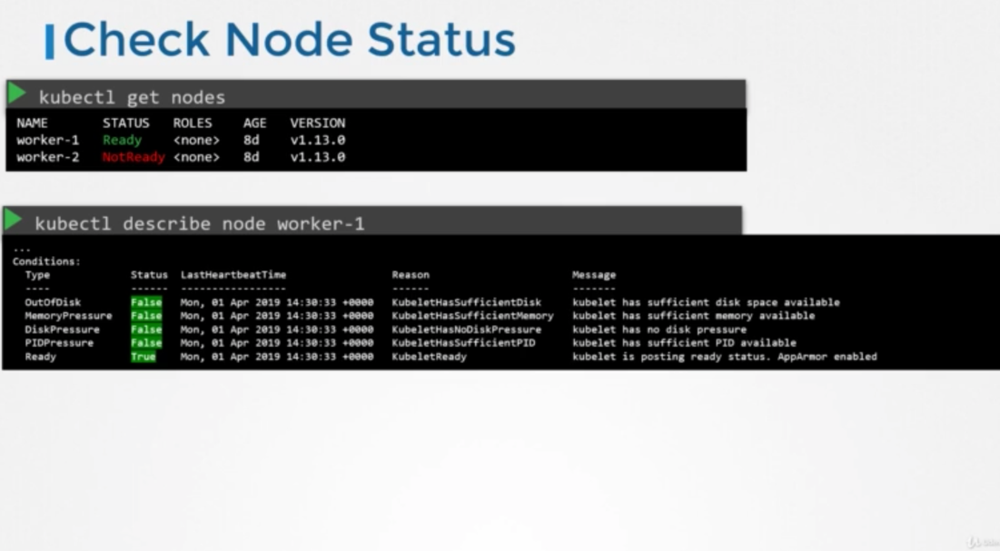 Check Node Status
kubectl get nodes
NAME STATUS ROLES AGE VERSION
worker-1 Ready <none> 8d v1.13.0
worker-2 NotReady <none> 8d v1.13.0
kubectl describe node worker-1
...
Conditions:
Type Status LastHeartbeatTime Reason Message
---- ------ ----------------- ------ -------
OutOfDisk False Mon, 01 Apr 2019 14:30:33 +0000 KubeletHasSufficientDisk kubelet has sufficient disk space available
MemoryPressure False Mon, 01 Apr 2019 14:30:33 +0000 KubeletHasSufficientMemory kubelet has sufficient memory available
DiskPressure False Mon, 01 Apr 2019 14:30:33 +0000 KubeletHasNoDiskPressure kubelet has no disk pressure
PIDPressure False Mon, 01 Apr 2019 14:30:33 +0000 KubeletHasSufficientPID kubelet has sufficient PID available
Ready True Mon, 01 Apr 2019 14:30:33 +0000 KubeletReady kubelet is posting ready status. AppArmor enabled